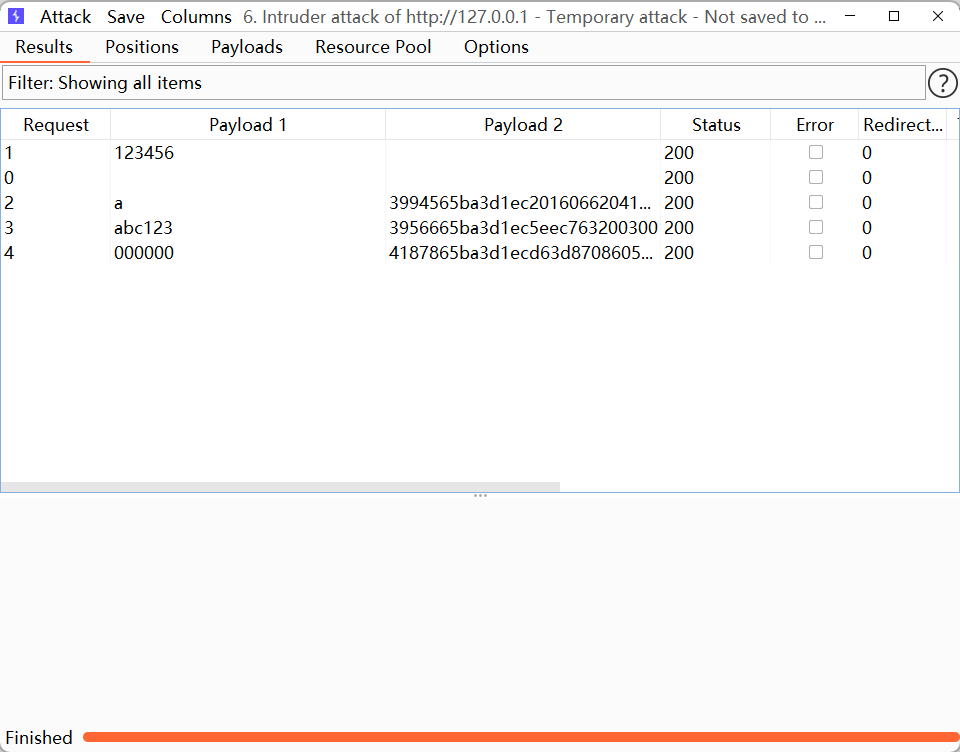 Attack Save Columns 6. Intruder attack of http://127.0.0.1 - Temporary attack - Not saved to ...
Results Positions Payloads Resource Pool Options
Filter: Showing all items ?
Request Payload 1 Payload 2 Status Error Redirect...
1 123456 200 0
0 200 0
2 a 3994565ba3d1ec20160662041... 200 0
3 abc123 3956665ba3d1ec5eec763200300 200 0
4 000000 4187865ba3d1ecd63d8708605... 200 0
Finished